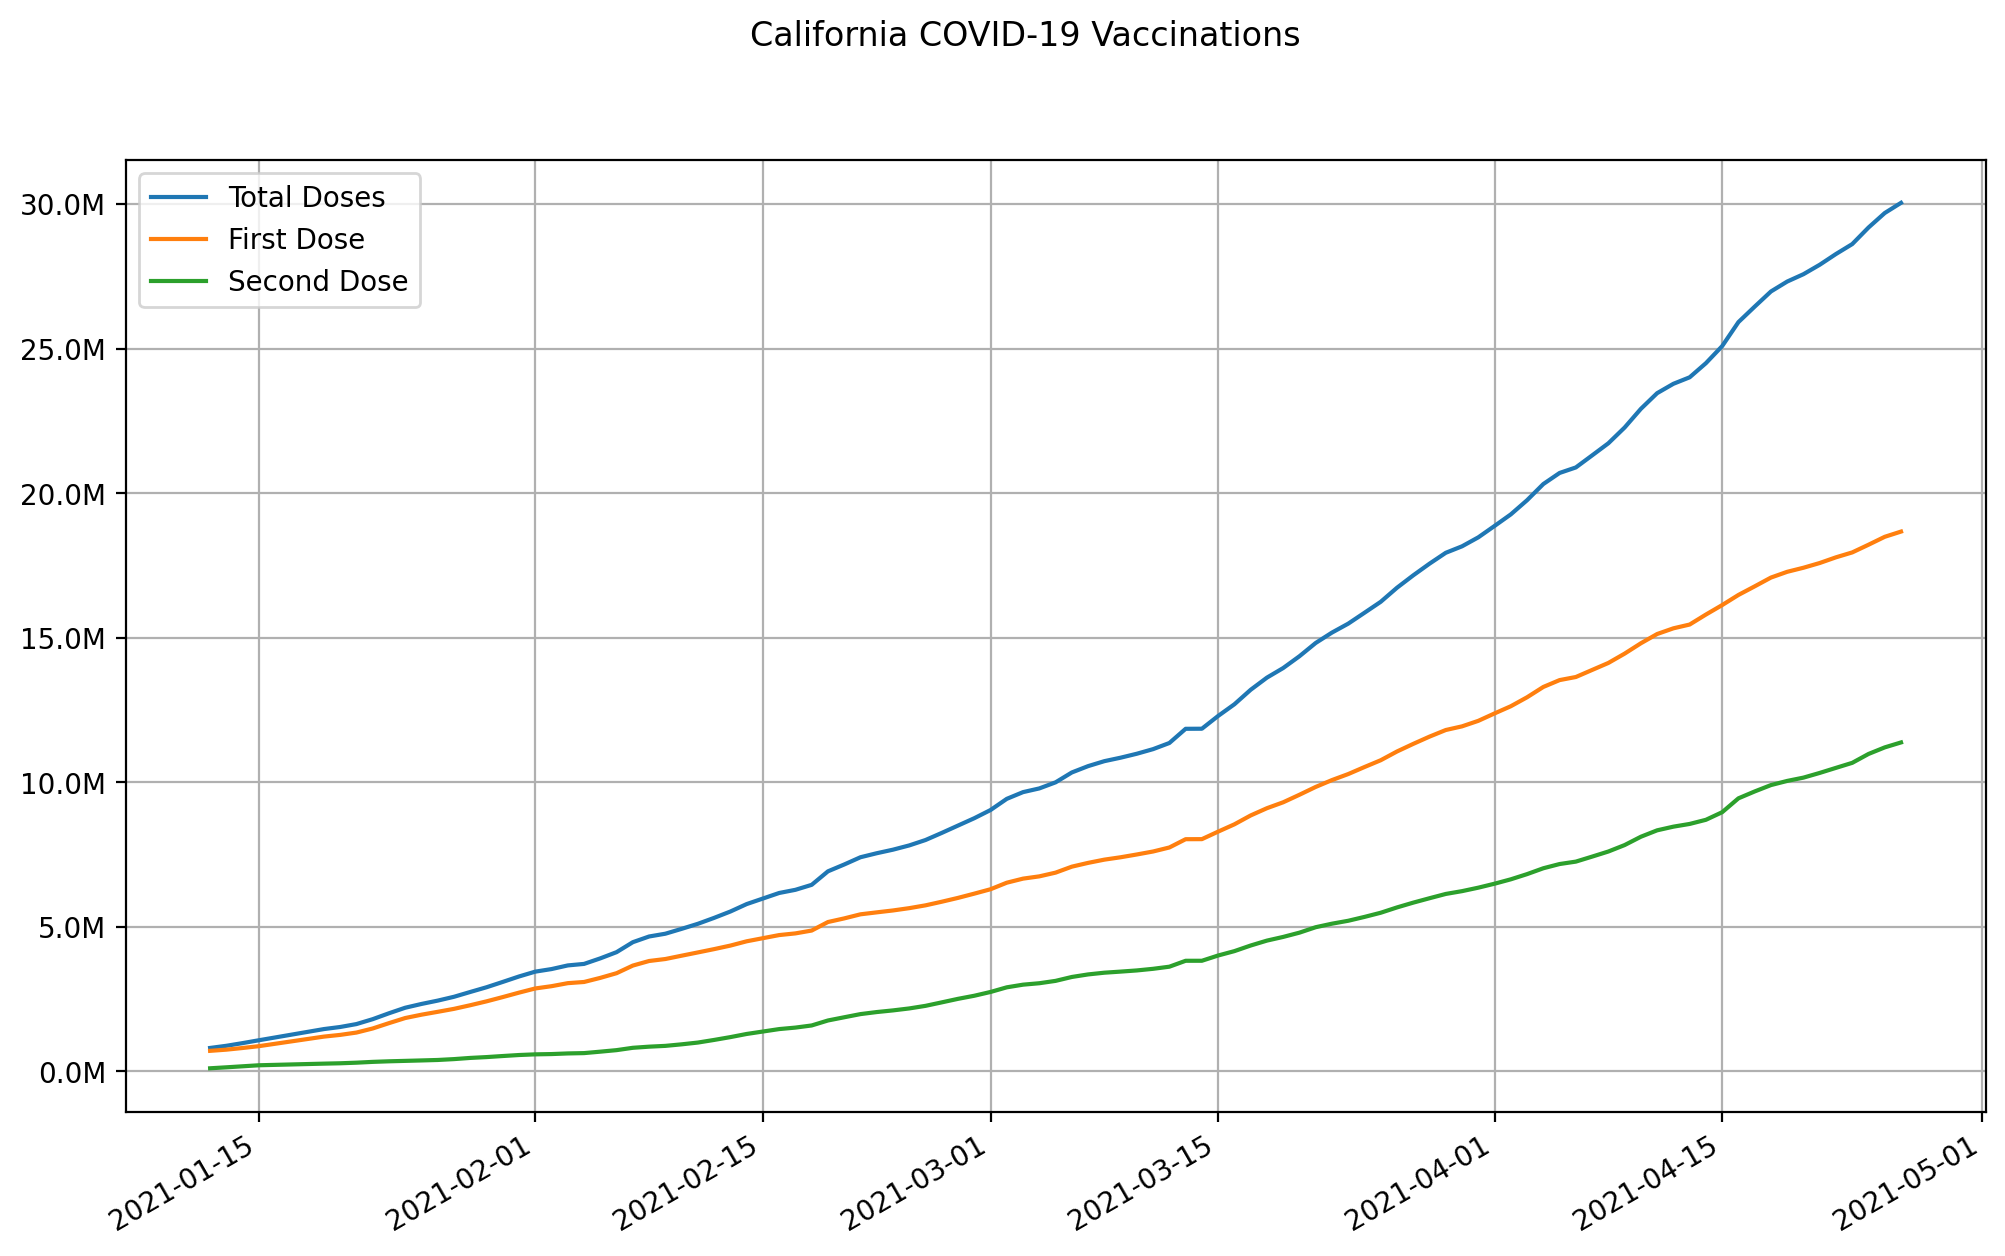 California COVID-19 Vaccinations
Total Doses
First Dose
Second Dose
30.0M
25.0M
20.0M
15.0M
10.0M
5.0M
0.0M
2021-01-15
2021-02-01
2021-02-15
2021-03-01
2021-03-15
2021-04-01
2021-04-15
2021-05-01